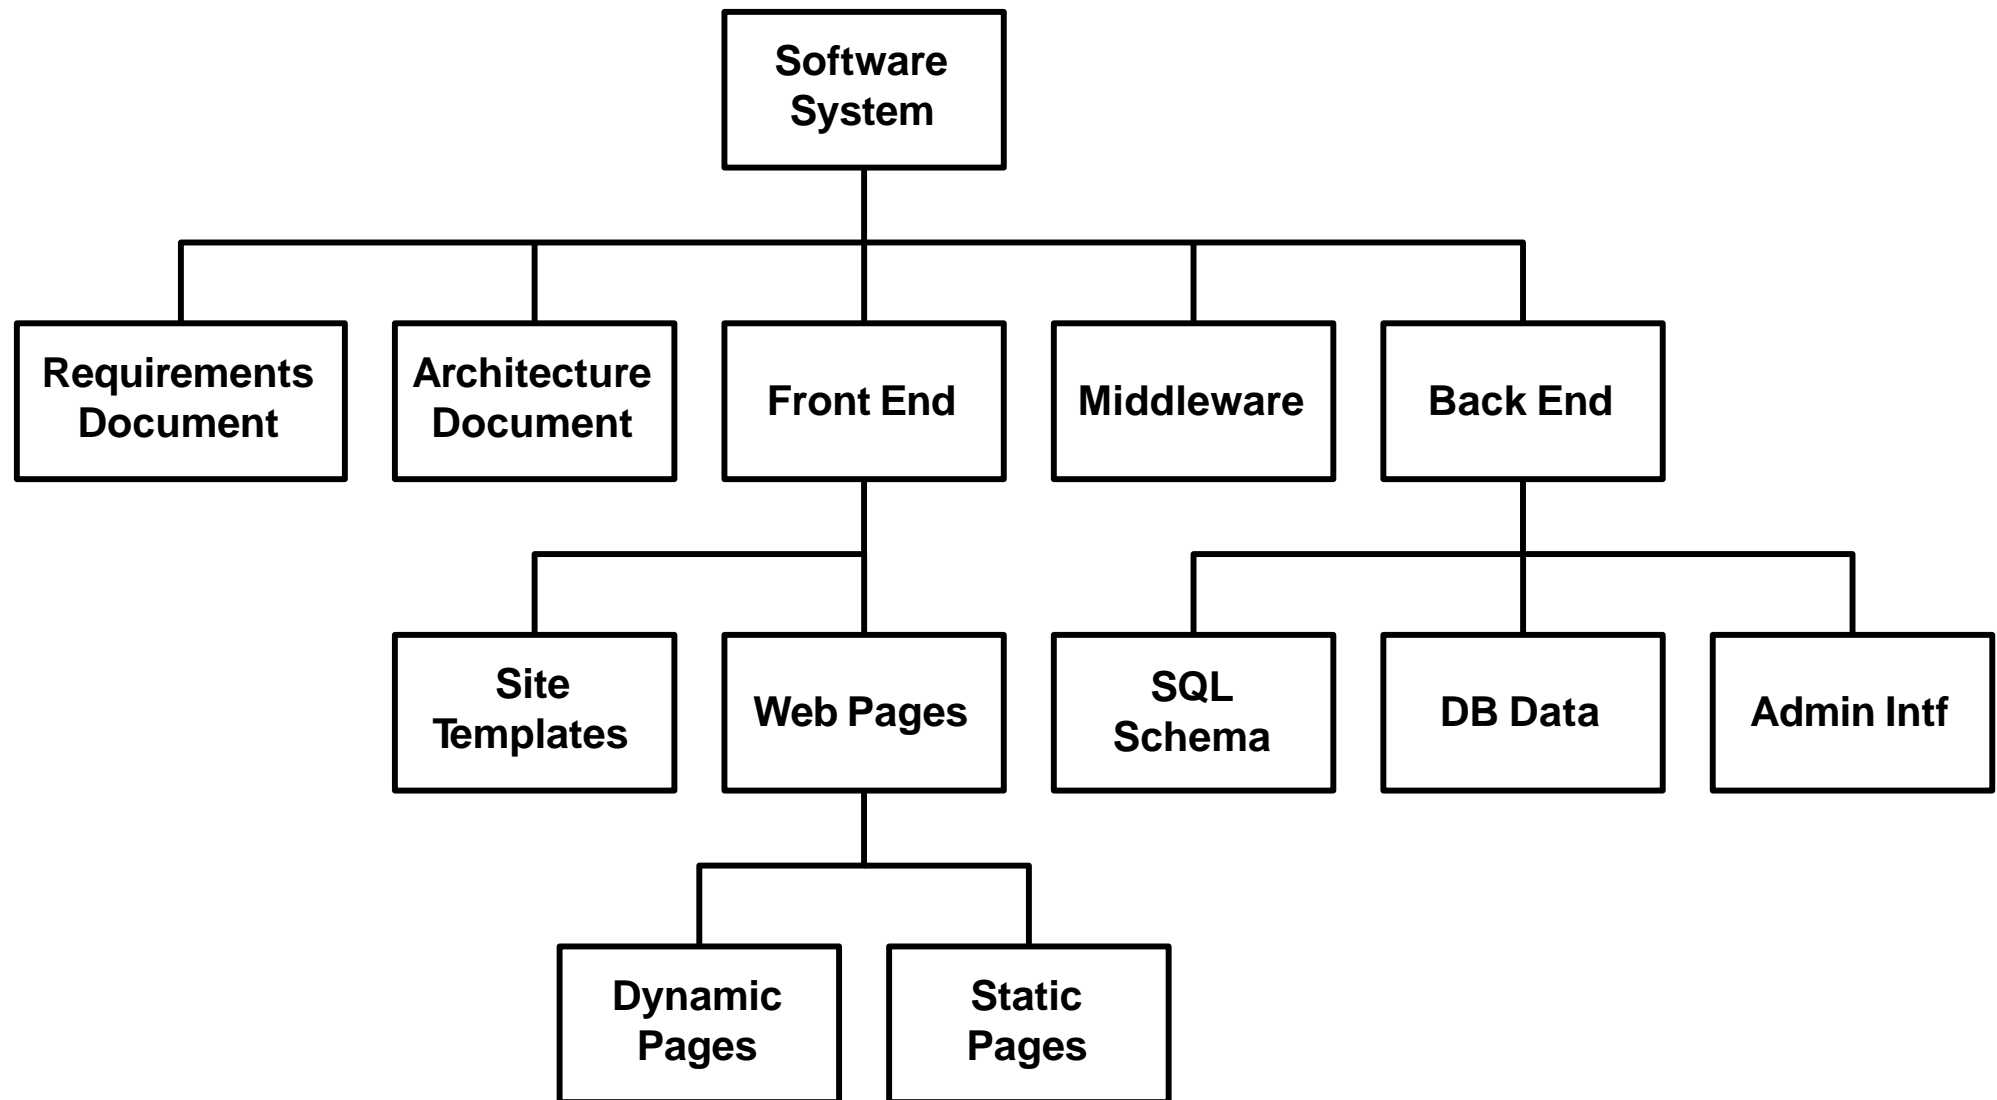 Software
System
Requirements
Document
Architecture
Document
Front End
Middleware
Back End
Site
Templates
Web Pages
SQL
Schema
DB Data
Admin Intf
Dynamic
Pages
Static
Pages